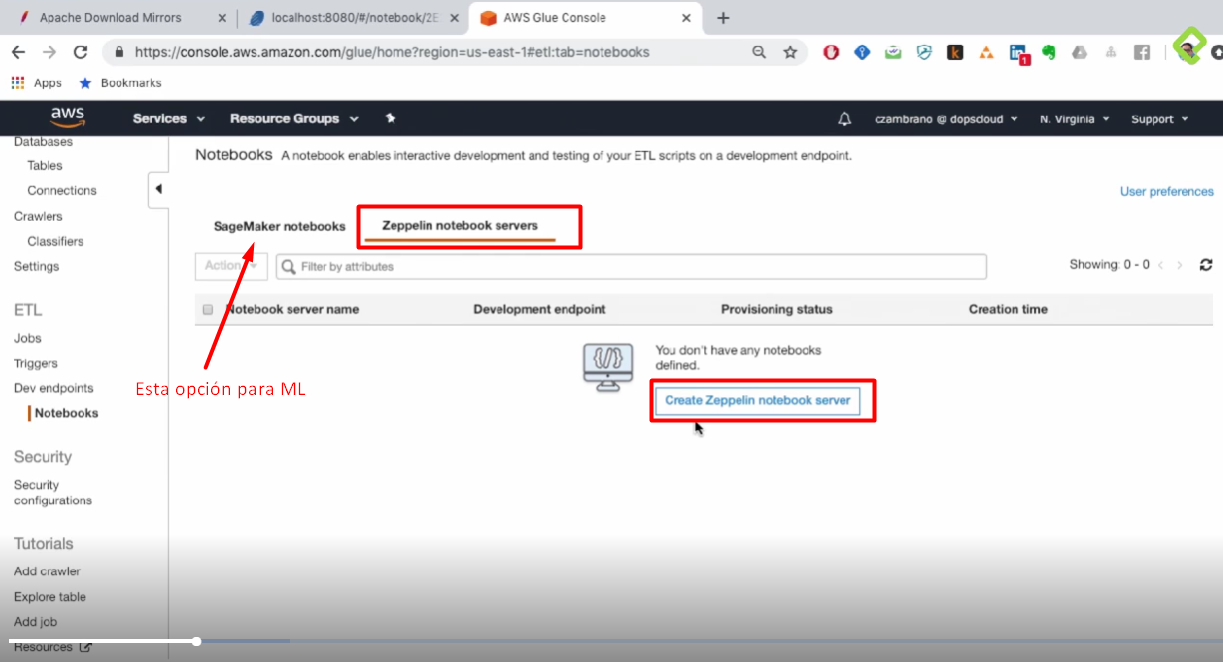 Apache Download Mirrors
localhost:8080/#/notebook/2E
AWS Glue Console
https://console.aws.amazon.com/glue/home?region=us-east-1#etl:tab=notebooks
1
Apps
Bookmarks
aws
Services
Resource Groups
czambrano @ dopsdoud
N. Virginia
Support
Databases
Tables
Connections
Crawlers
Classifiers
Settings
ETL
Jobs
Triggers
Dev endpoints
Notebooks
Security
Security
configurations
Tutorials
Add crawler
Explore table
Add job
Resources
Notebooks A notebook enables interactive development and testing of your ETL scripts on a development endpoint.
User preferences
SageMaker notebooks
Zeppelin notebook servers
Action
Filter by attributes
Showing: 0 - 0
Notebook server name
Development endpoint
Provisioning status
Creation time
You don't have any notebooks
defined.
Create Zeppelin notebook server
Esta opción para ML